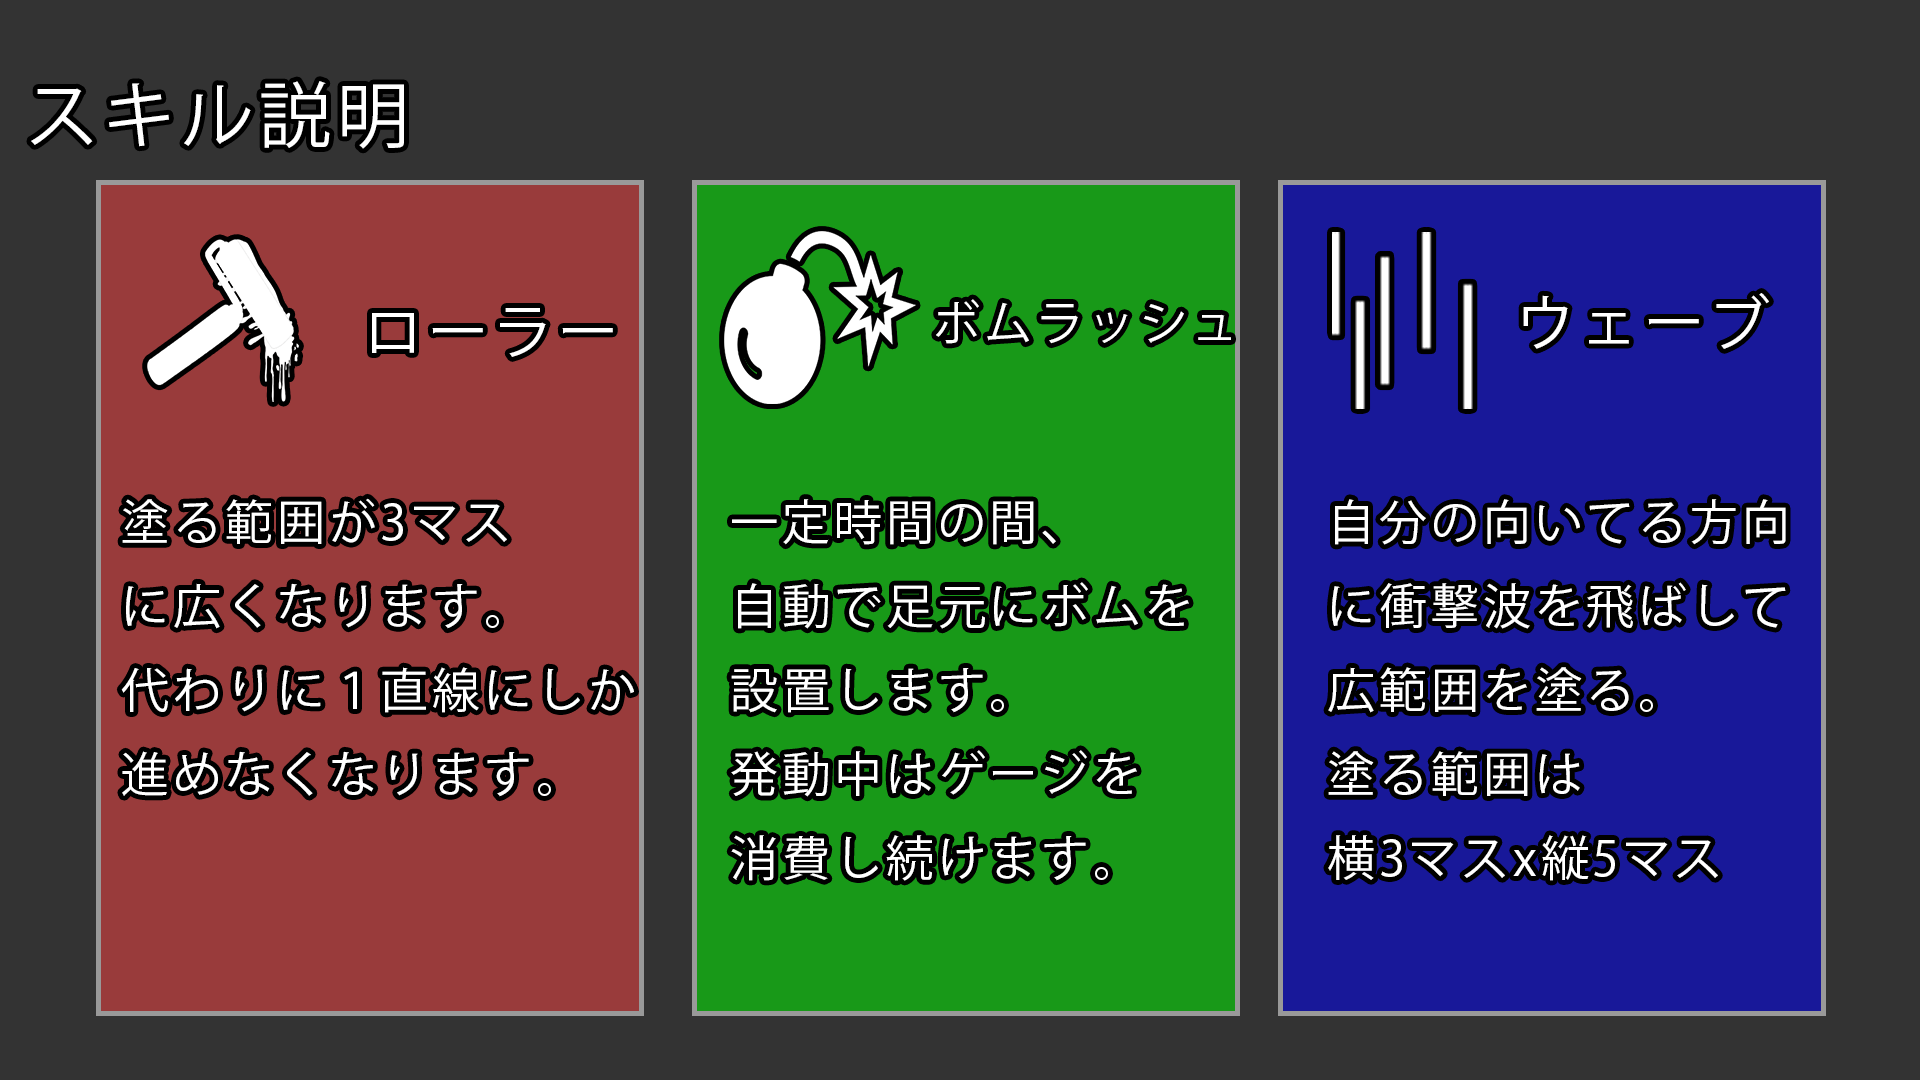 スキル説明
ローラー
塗る範囲が3マス
に広くなります。
代わりに１直線にしか
進めなくなります。
ボムラッシュ
一定時間の間、
自動で足元にボムを
設置します。
発動中はゲージを
消費し続けます。
ウェーブ
自分の向いてる方向
に衝撃波を飛ばして
広範囲を塗る。
塗る範囲は
横3マスx縦5マス